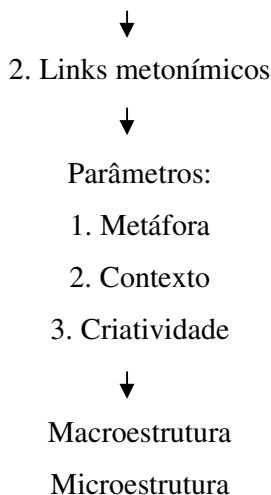 2. Links metonímicos
Parâmetros:
1. Metáfora
2. Contexto
3. Criatividade
Macroestrutura
Microestrutura